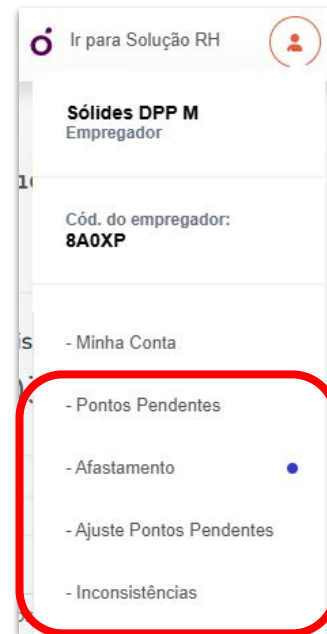 Ir para Solução RH
Sólides DPP M
Empregador
Cód. do empregador:
8A0XP
- Minha Conta
- Pontos Pendentes
- Afastamento
- Ajuste Pontos Pendentes
- Inconsistências